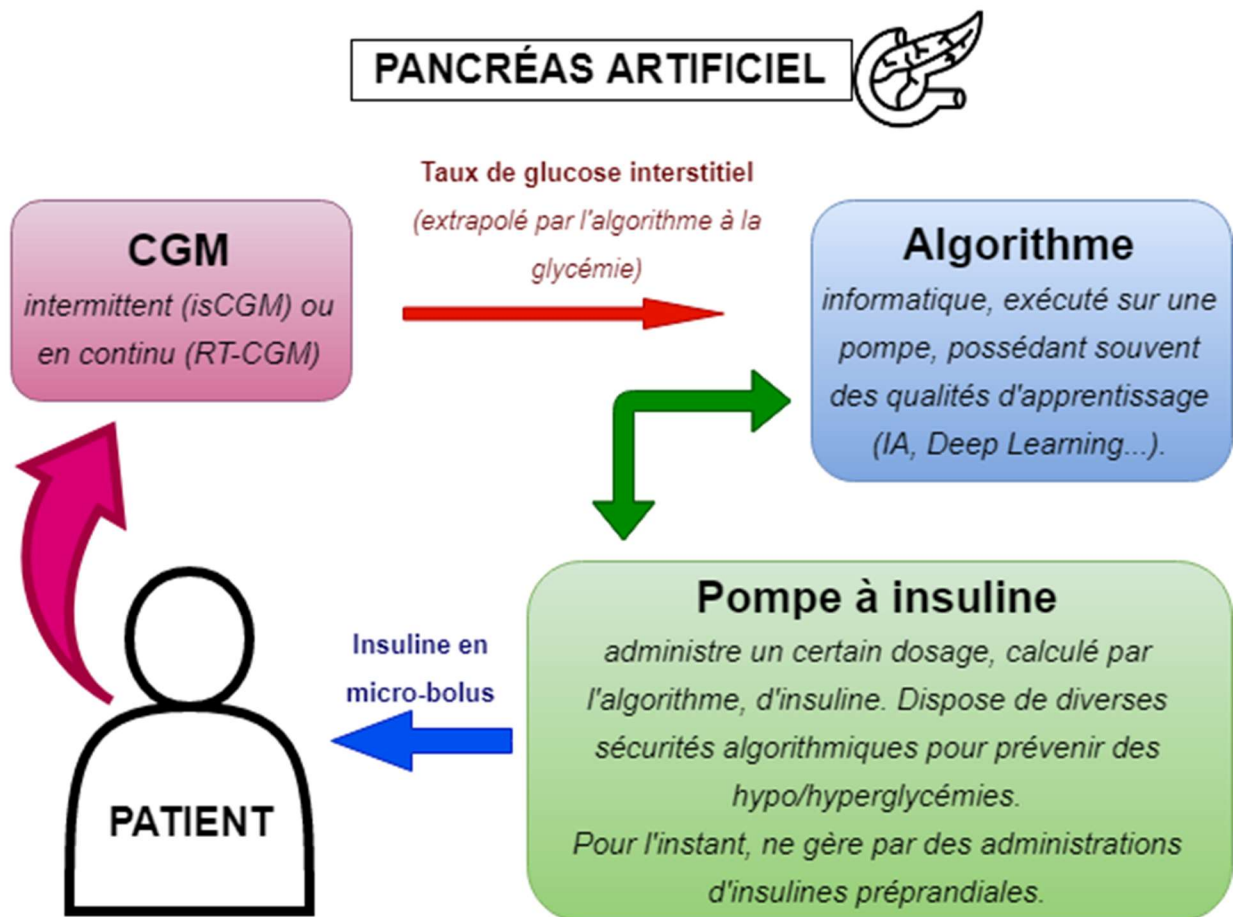 PANCRÉAS ARTIFICIEL
Taux de glucose interstitiel
(extrapolé par l'algorithme à la
glycémie)
CGM
intermittent (isCGM) ou
en continu (RT-CGM)
Algorithme
informatique, exécuté sur une
pompe, possédant souvent
des qualités d'apprentissage
(IA, Deep Learning...).
Pompe à insuline
administre un certain dosage, calculé par
l'algorithme, d'insuline. Dispose de diverses
sécurités algorithmiques pour prévenir des
hypo/hyperglycémies.
Pour l'instant, ne gère par des administrations
d'insulines préprandiales.
Insuline en
micro-bolus
PATIENT